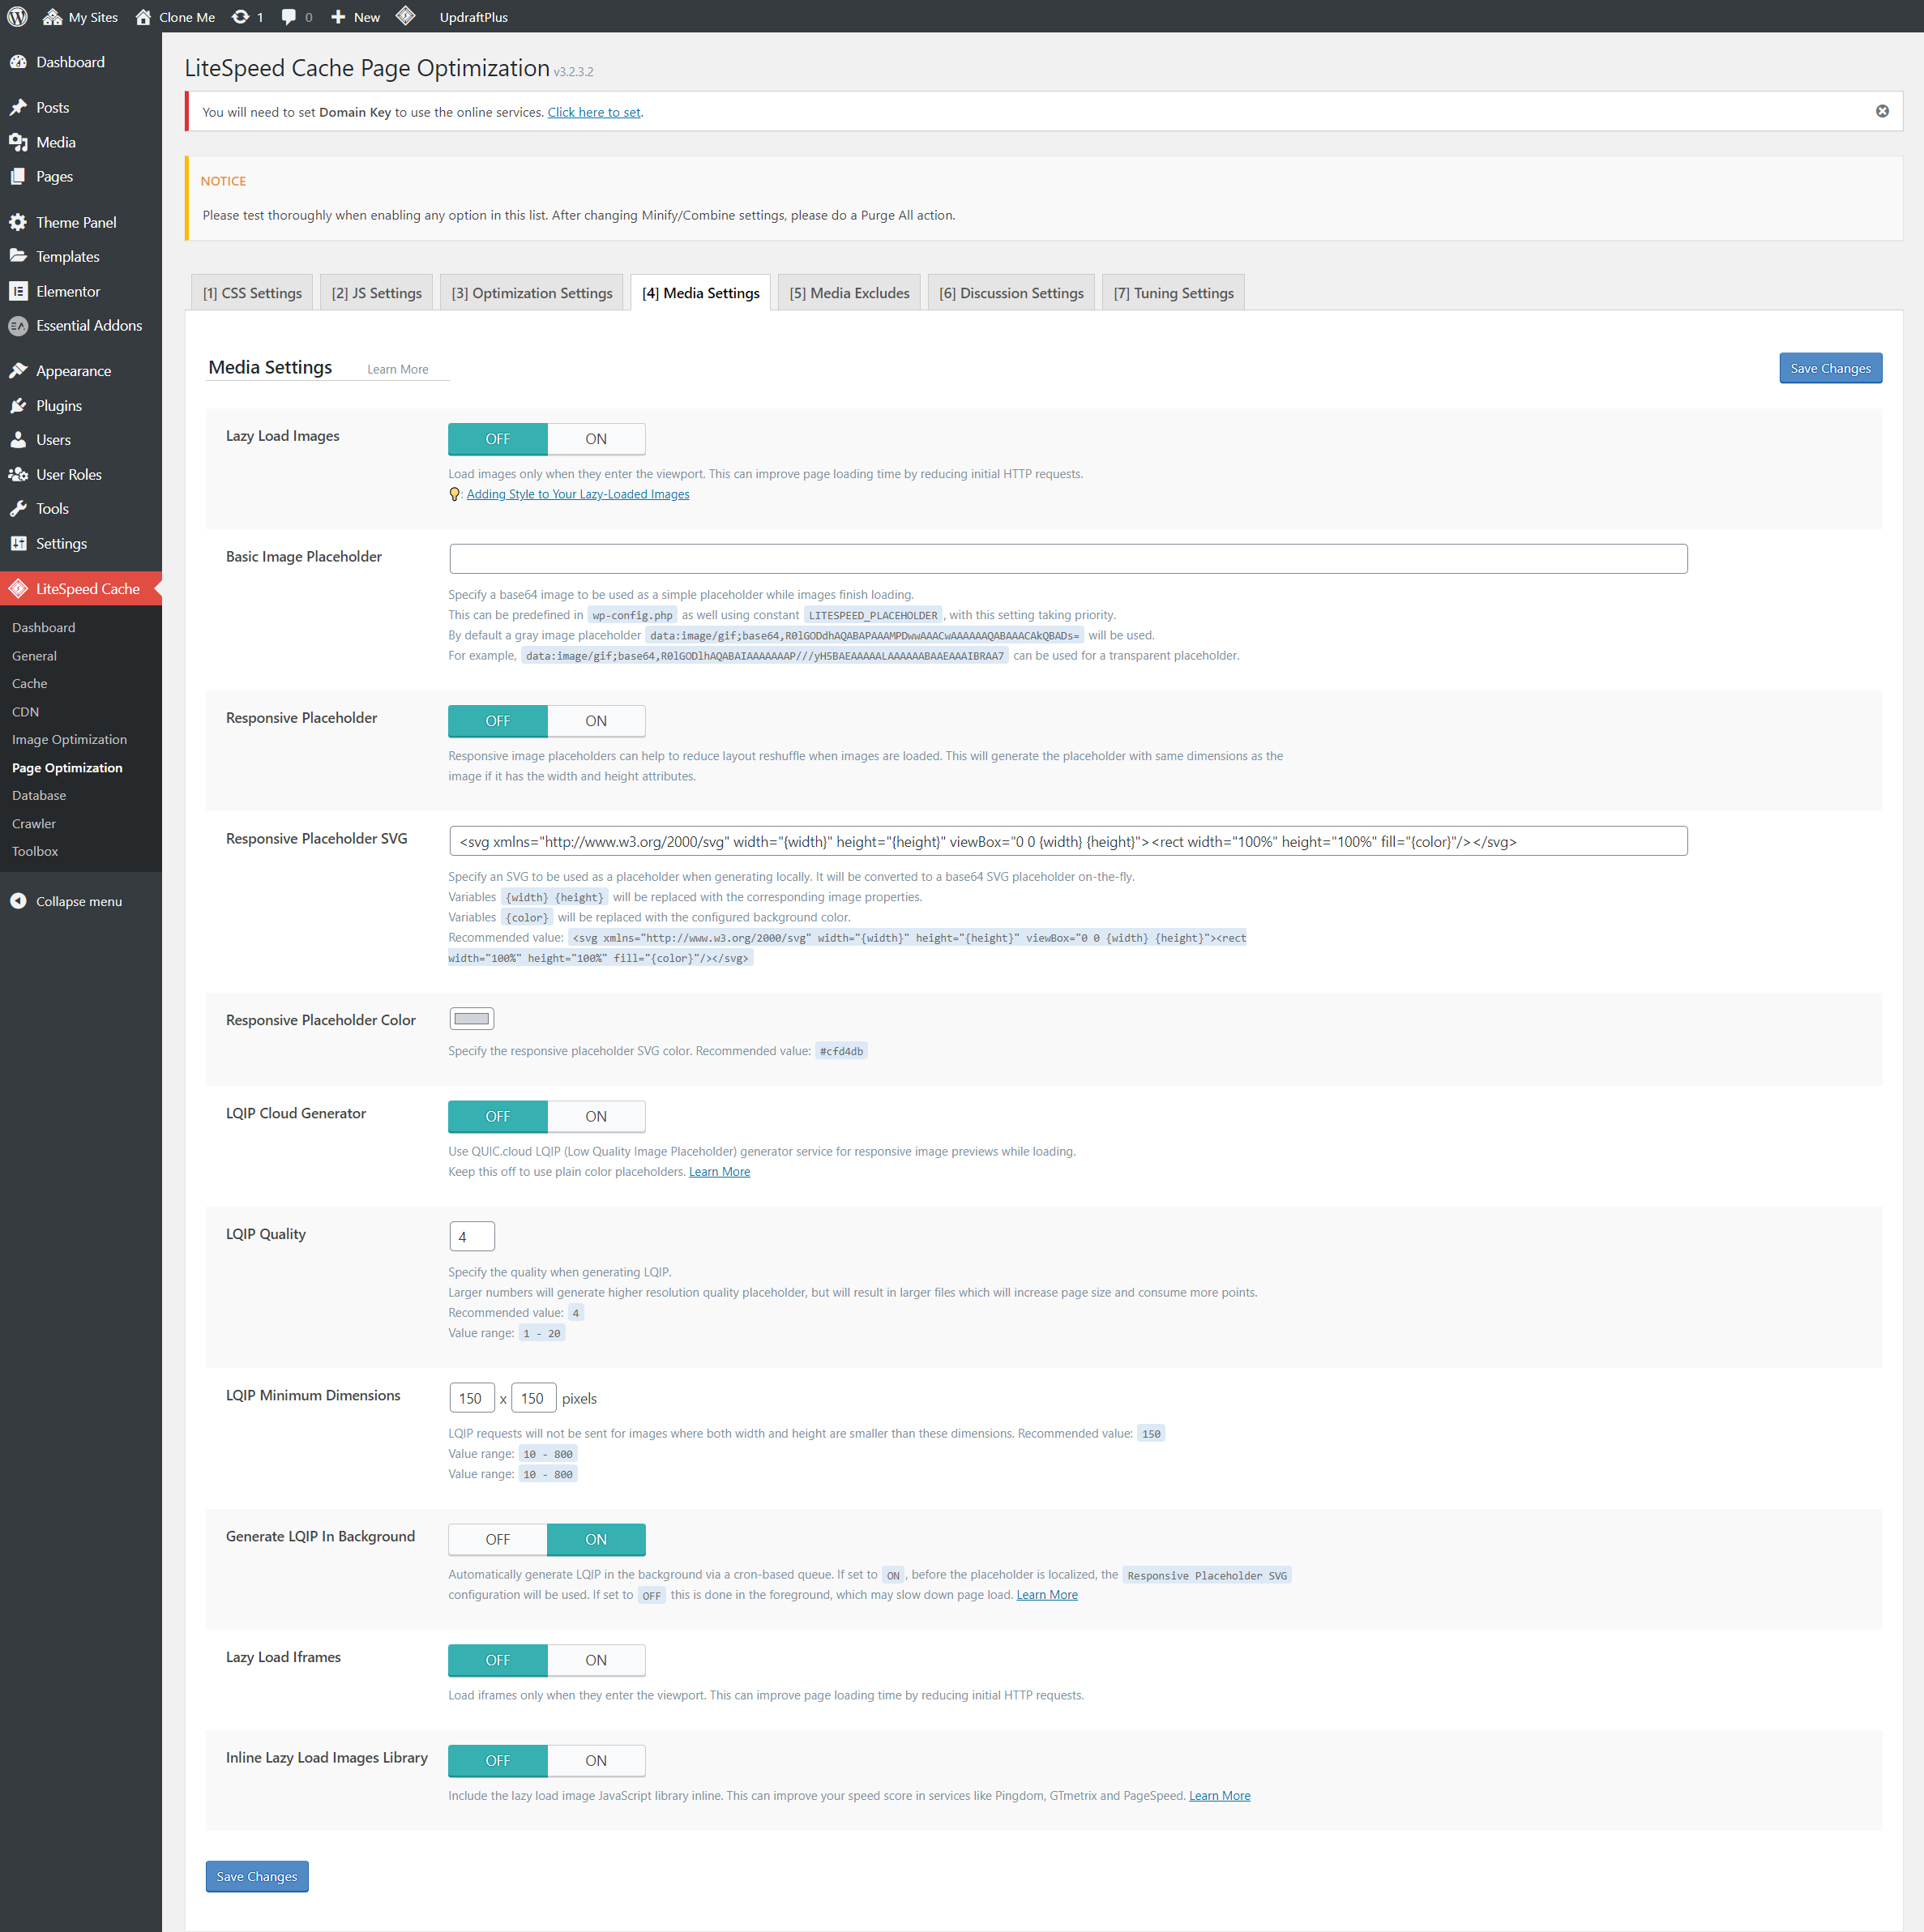 My Sites Clone Me 1 0 New UpdraftPlus
Dashboard
Posts
Media
Pages
Theme Panel
Templates
Elementor
Essential Addons
Appearance
Plugins
Users
User Roles
Tools
Settings
LiteSpeed Cache
Dashboard
General
Cache
CDN
Image Optimization
Page Optimization
Database
Crawler
Toolbox
Collapse menu
LiteSpeed Cache Page Optimization v3.2.3.2
You will need to set Domain Key to use the online services. Click here to set.
NOTICE
Please test thoroughly when enabling any option in this list. After changing Minify/Combine settings, please do a Purge All action.
[1] CSS Settings [2] JS Settings [3] Optimization Settings [4] Media Settings [5] Media Excludes [6] Discussion Settings [7] Tuning Settings
Media Settings Learn More Save Changes
Lazy Load Images OFF ON
Load images only when they enter the viewport. This can improve page loading time by reducing initial HTTP requests.
: Adding Style to Your Lazy-Loaded Images
Basic Image Placeholder
Specify a base64 image to be used as a simple placeholder while images finish loading.
This can be predefined in wp-config.php as well using constant LITESPEED_PLACEHOLDER, with this setting taking priority.
By default a gray image placeholder data:image/gif;base64,R0lGODdhAQABAPAAAMPDwwAAACwAAAAAAQABAAACAkQBADs= will be used.
For example, data:image/gif;base64,R0lGODlhAQABAIAAAAAAAP///yH5BAEAAAAALAAAAAABAAEAAAIBRAA7 can be used for a transparent placeholder.
Responsive Placeholder OFF ON
Responsive image placeholders can help to reduce layout reshuffle when images are loaded. This will generate the placeholder with same dimensions as the
image if it has the width and height attributes.
Responsive Placeholder SVG <svg xmlns="http://www.w3.org/2000/svg" width="{width}" height="{height}" viewBox="0 0 {width} {height}"><rect width="100%" height="100%" fill="{color}"/></svg>
Specify an SVG to be used as a placeholder when generating locally. It will be converted to a base64 SVG placeholder on-the-fly.
Variables {width} {height} will be replaced with the corresponding image properties.
Variables {color} will be replaced with the configured background color.
Recommended value: <svg xmlns="http://www.w3.org/2000/svg" width="{width}" height="{height}" viewBox="0 0 {width} {height}"><rect
width="100%" height="100%" fill="{color}"/></svg>
Responsive Placeholder Color
Specify the responsive placeholder SVG color. Recommended value: #cfd4db
LQIP Cloud Generator OFF ON
Use QUIC.cloud LQIP (Low Quality Image Placeholder) generator service for responsive image previews while loading.
Keep this off to use plain color placeholders. Learn More
LQIP Quality 4
Specify the quality when generating LQIP.
Larger numbers will generate higher resolution quality placeholder, but will result in larger files which will increase page size and consume more points.
Recommended value: 4
Value range: 1 - 20
LQIP Minimum Dimensions 150 x 150 pixels
LQIP requests will not be sent for images where both width and height are smaller than these dimensions. Recommended value: 150
Value range: 10 - 800
Value range: 10 - 800
Generate LQIP In Background OFF ON
Automatically generate LQIP in the background via a cron-based queue. If set to ON, before the placeholder is localized, the Responsive Placeholder SVG
configuration will be used. If set to OFF this is done in the foreground, which may slow down page load. Learn More
Lazy Load Iframes OFF ON
Load iframes only when they enter the viewport. This can improve page loading time by reducing initial HTTP requests.
Inline Lazy Load Images Library OFF ON
Include the lazy load image JavaScript library inline. This can improve your speed score in services like Pingdom, GTmetrix and PageSpeed. Learn More
Save Changes